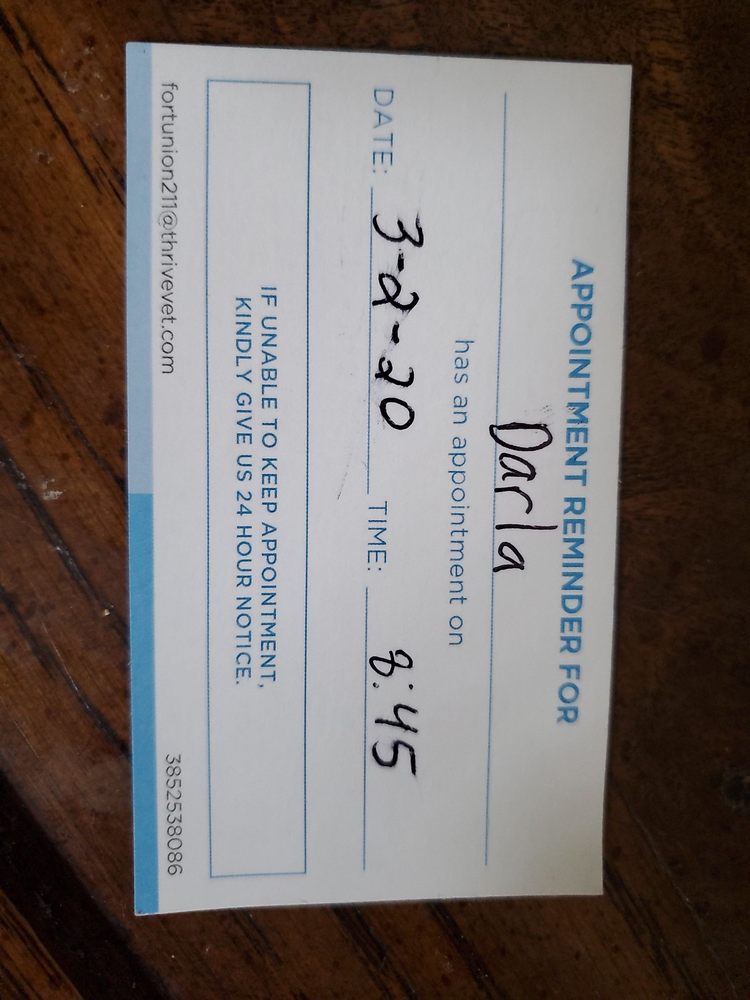 APPOINTMENT REMINDER FOR
Darla
has an appointment on
DATE: 3-2-20 TIME: 8:45
IF UNABLE TO KEEP APPOINTMENT,
KINDLY GIVE US 24 HOUR NOTICE.
fortunion211@thrivevet.com 3852538086